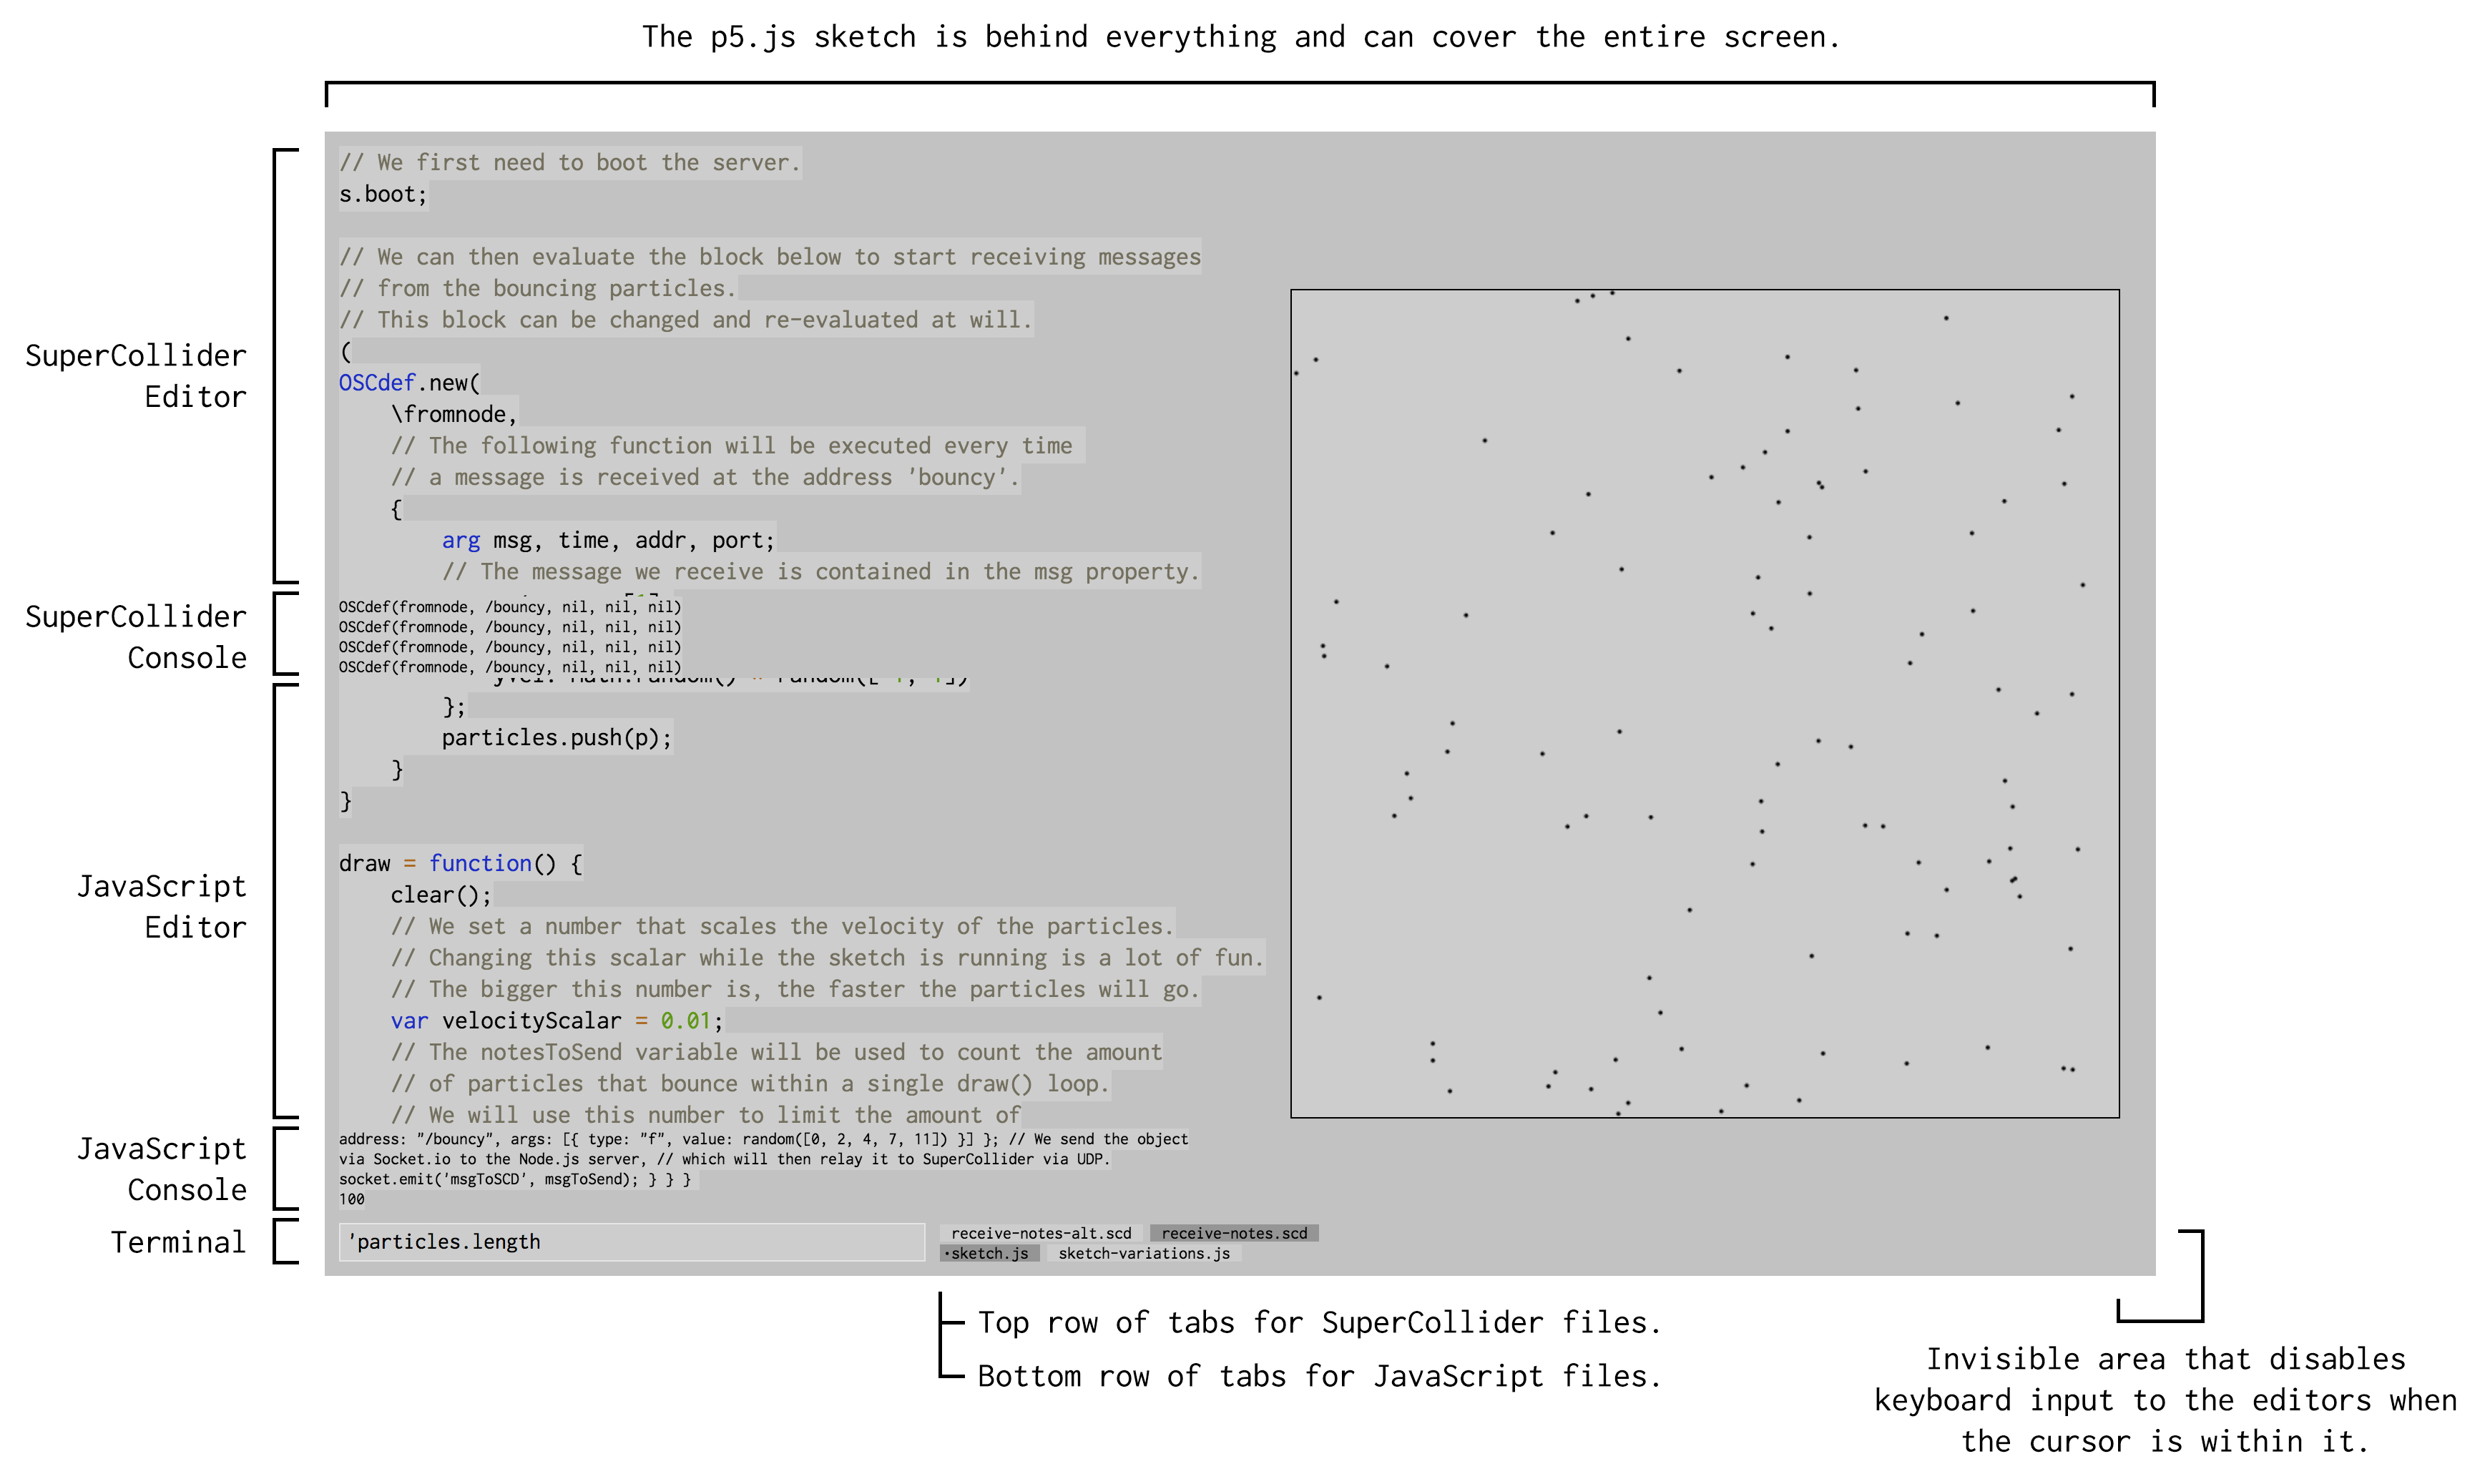 The p5.js sketch is behind everything and can cover the entire screen.
SuperCollider
Editor
// We first need to boot the server.
s.boot;
// We can then evaluate the block below to start receiving messages
// from the bouncing particles.
// This block can be changed and re-evaluated at will.
(
OSCdef.new(
\fromnode,
// The following function will be executed every time
// a message is received at the address 'bouncy'.
{
arg msg, time, addr, port;
// The message we receive is contained in the msg property.
SuperCollider
Console
OSCdef(fromnode, /bouncy, nil, nil, nil)
OSCdef(fromnode, /bouncy, nil, nil, nil)
OSCdef(fromnode, /bouncy, nil, nil, nil)
OSCdef(fromnode, /bouncy, nil, nil, nil)
JavaScript
Editor
};
particles.push(p);
}
}
draw = function() {
clear();
// We set a number that scales the velocity of the particles.
// Changing this scalar while the sketch is running is a lot of fun.
// The bigger this number is, the faster the particles will go.
var velocityScalar = 0.01;
// The notesToSend variable will be used to count the amount
// of particles that bounce within a single draw() loop.
// We will use this number to limit the amount of
JavaScript
Console
address: "/bouncy", args: [{ type: "f", value: random([0, 2, 4, 7, 11]) }] }; // We send the object
via Socket.io to the Node.js server, // which will then relay it to SuperCollider via UDP.
socket.emit('msgToSCD', msgToSend); } } }
100
Terminal
'particles.length
receive-notes-alt.scd receive-notes.scd
·sketch.js sketch-variations.js
Top row of tabs for SuperCollider files.
Bottom row of tabs for JavaScript files.
Invisible area that disables
keyboard input to the editors when
the cursor is within it.